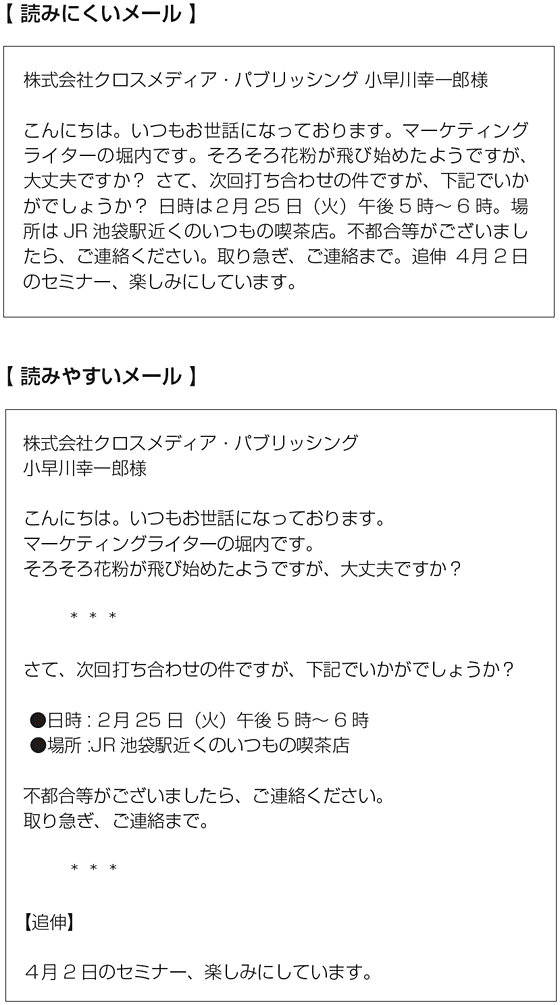 【 読みにくいメール 】
株式会社クロスメディア・パブリッシング 小早川幸一郎様
こんにちは。いつもお世話になっております。マーケティング
ライターの堀内です。そろそろ花粉が飛び始めたようですが、
大丈夫ですか？ さて、次回打ち合わせの件ですが、下記でいか
がでしょうか？ 日時は２月 25 日（火）午後 5 時～ 6 時。場
所は JR 池袋駅近くのいつもの喫茶店。不都合等がございまし
たら、ご連絡ください。取り急ぎ、ご連絡まで。追伸 ４月 2 日
のセミナー、楽しみにしています。
【 読みやすいメール 】
株式会社クロスメディア・パブリッシング
小早川幸一郎様
こんにちは。いつもお世話になっております。
マーケティングライターの堀内です。
そろそろ花粉が飛び始めたようですが、大丈夫ですか？
＊ ＊ ＊
さて、次回打ち合わせの件ですが、下記でいかがでしょうか？
●日時 : ２月 25 日（火）午後 5 時～ 6 時
●場所 :JR 池袋駅近くのいつもの喫茶店
不都合等がございましたら、ご連絡ください。
取り急ぎ、ご連絡まで。
＊ ＊ ＊
【追伸】
４月 2 日のセミナー、楽しみにしています。